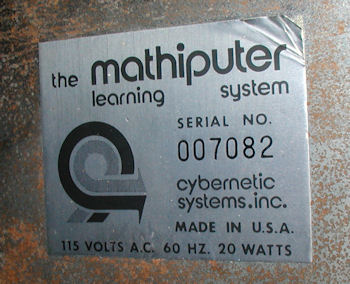 the mathiputer
learning system
SERIAL NO.
007082
cybernetic
systems.inc.
MADE IN U.S.A.
115 VOLTS A.C. 60 HZ. 20 WATTS